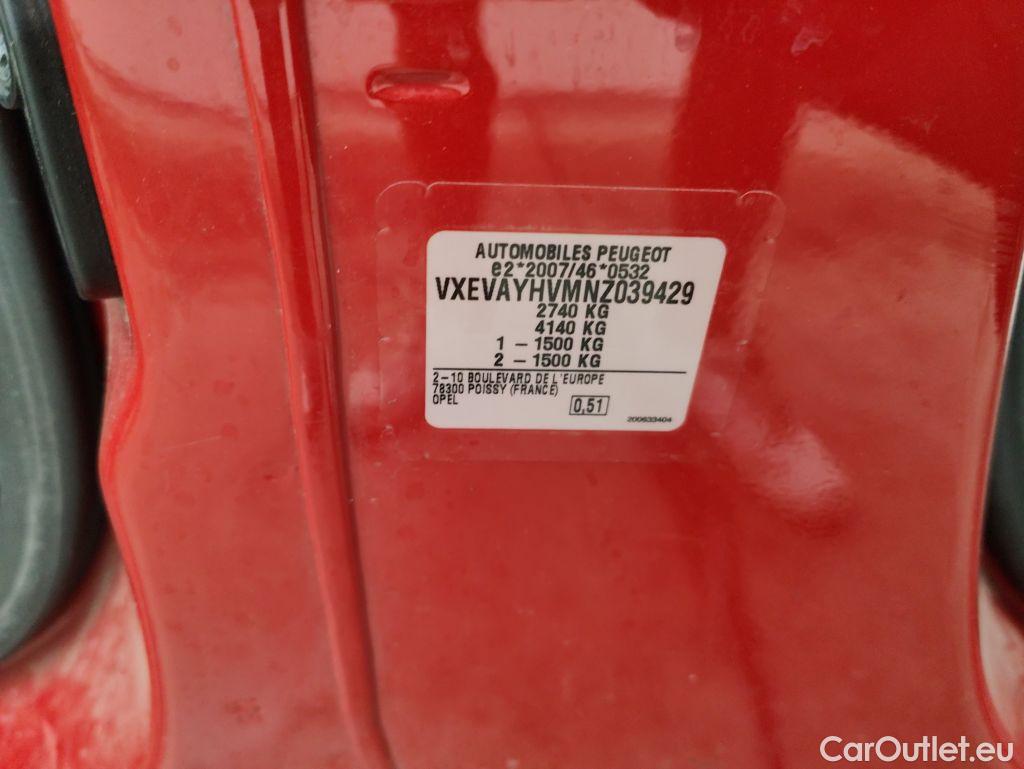 AUTOMOBILES PEUGEOT
e2*2007/46*0532
VXEVAYHVMNZ039429
2740 KG
4140 KG
1 - 1500 KG
2 - 1500 KG
2-10 BOULEVARD DE L'EUROPE
78300 POISSY (FRANCE)
OPEL
0,51
200633404
CarOutlet.eu